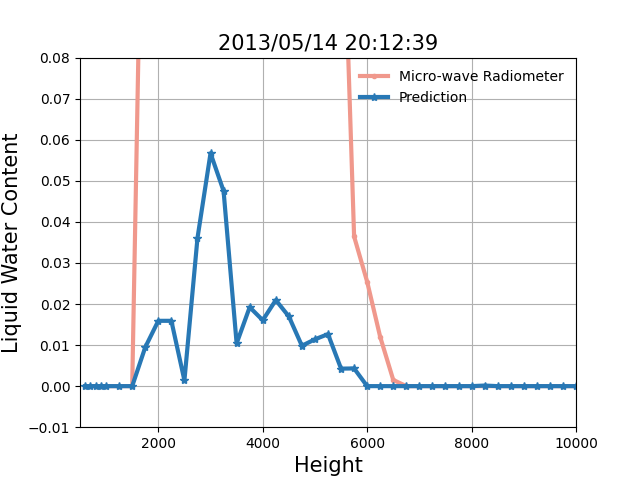 2013/05/14 20:12:39
0.08
0.07
0.06
0.05
0.04
0.03
0.02
0.01
0.00
−0.01
Liquid Water Content
Micro-wave Radiometer
Prediction
2000 4000 6000 8000 10000
Height